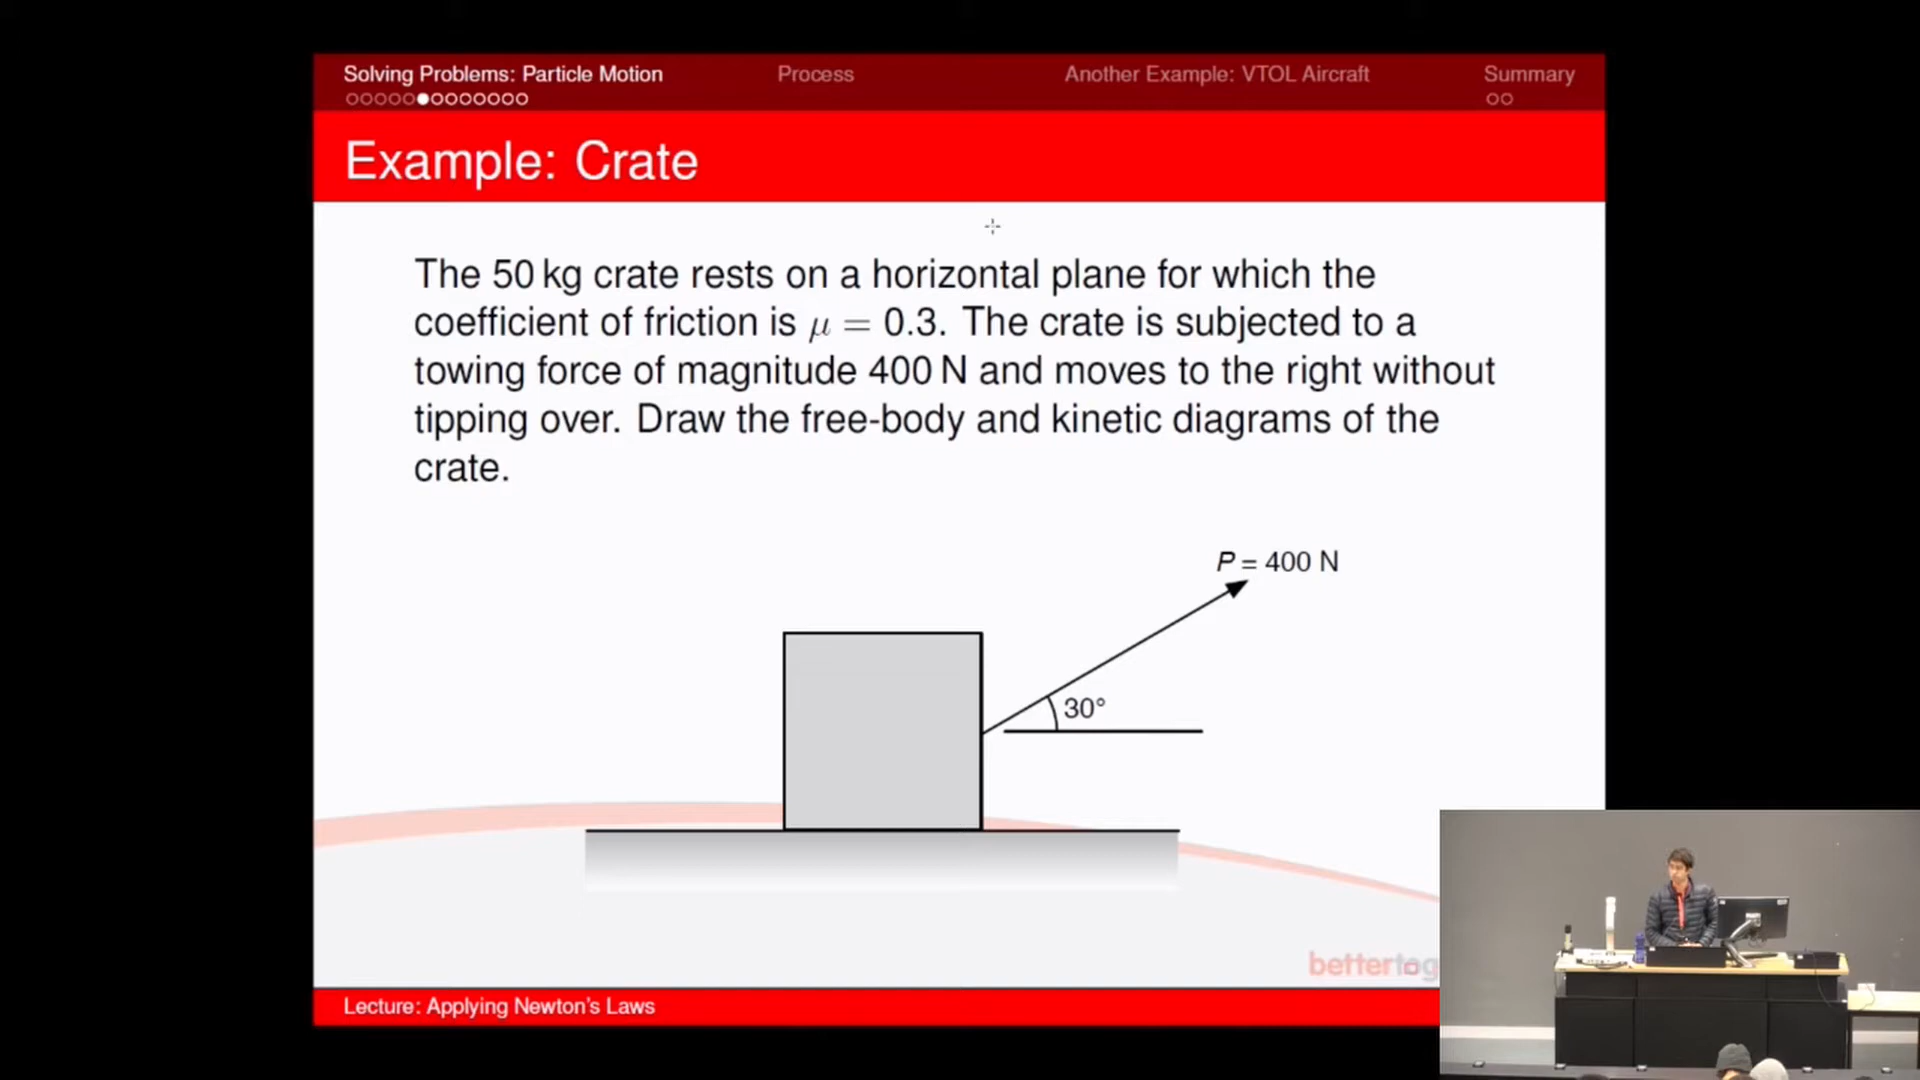 Solving Problems: Particle Motion
Process
Another Example: VTOL Aircraft
Summary
Example: Crate
The 50 kg crate rests on a horizontal plane for which the
coefficient of friction is μ = 0.3. The crate is subjected to a
towing force of magnitude 400 N and moves to the right without
tipping over. Draw the free-body and kinetic diagrams of the
crate.
P = 400 N
30°
bettertog
Lecture: Applying Newton's Laws